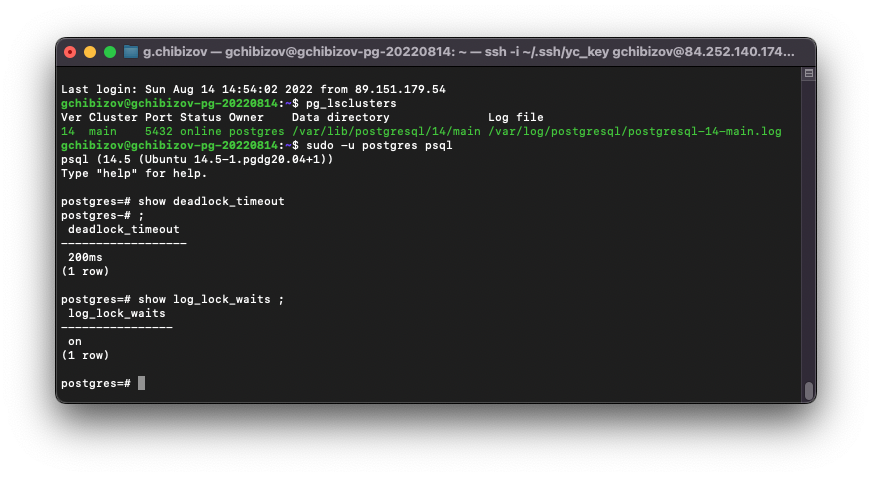 g.chibizov — gchibizov@gchibizov-pg-20220814: ~ — ssh -i ~/.ssh/yc_key gchibizov@84.252.140.174...
Last login: Sun Aug 14 14:54:02 2022 from 89.151.179.54
gchibizov@gchibizov-pg-20220814:~$ pg_lsclusters
Ver Cluster Port Status Owner    Data directory              Log file
14  main    5432 online postgres /var/lib/postgresql/14/main /var/log/postgresql/postgresql-14-main.log
gchibizov@gchibizov-pg-20220814:~$ sudo -u postgres psql
psql (14.5 (Ubuntu 14.5-1.pgdg20.04+1))
Type "help" for help.
postgres=# show deadlock_timeout
postgres-# ;
 deadlock_timeout
------------------
 200ms
(1 row)
postgres=# show log_lock_waits ;
 log_lock_waits
----------------
 on
(1 row)
postgres=#